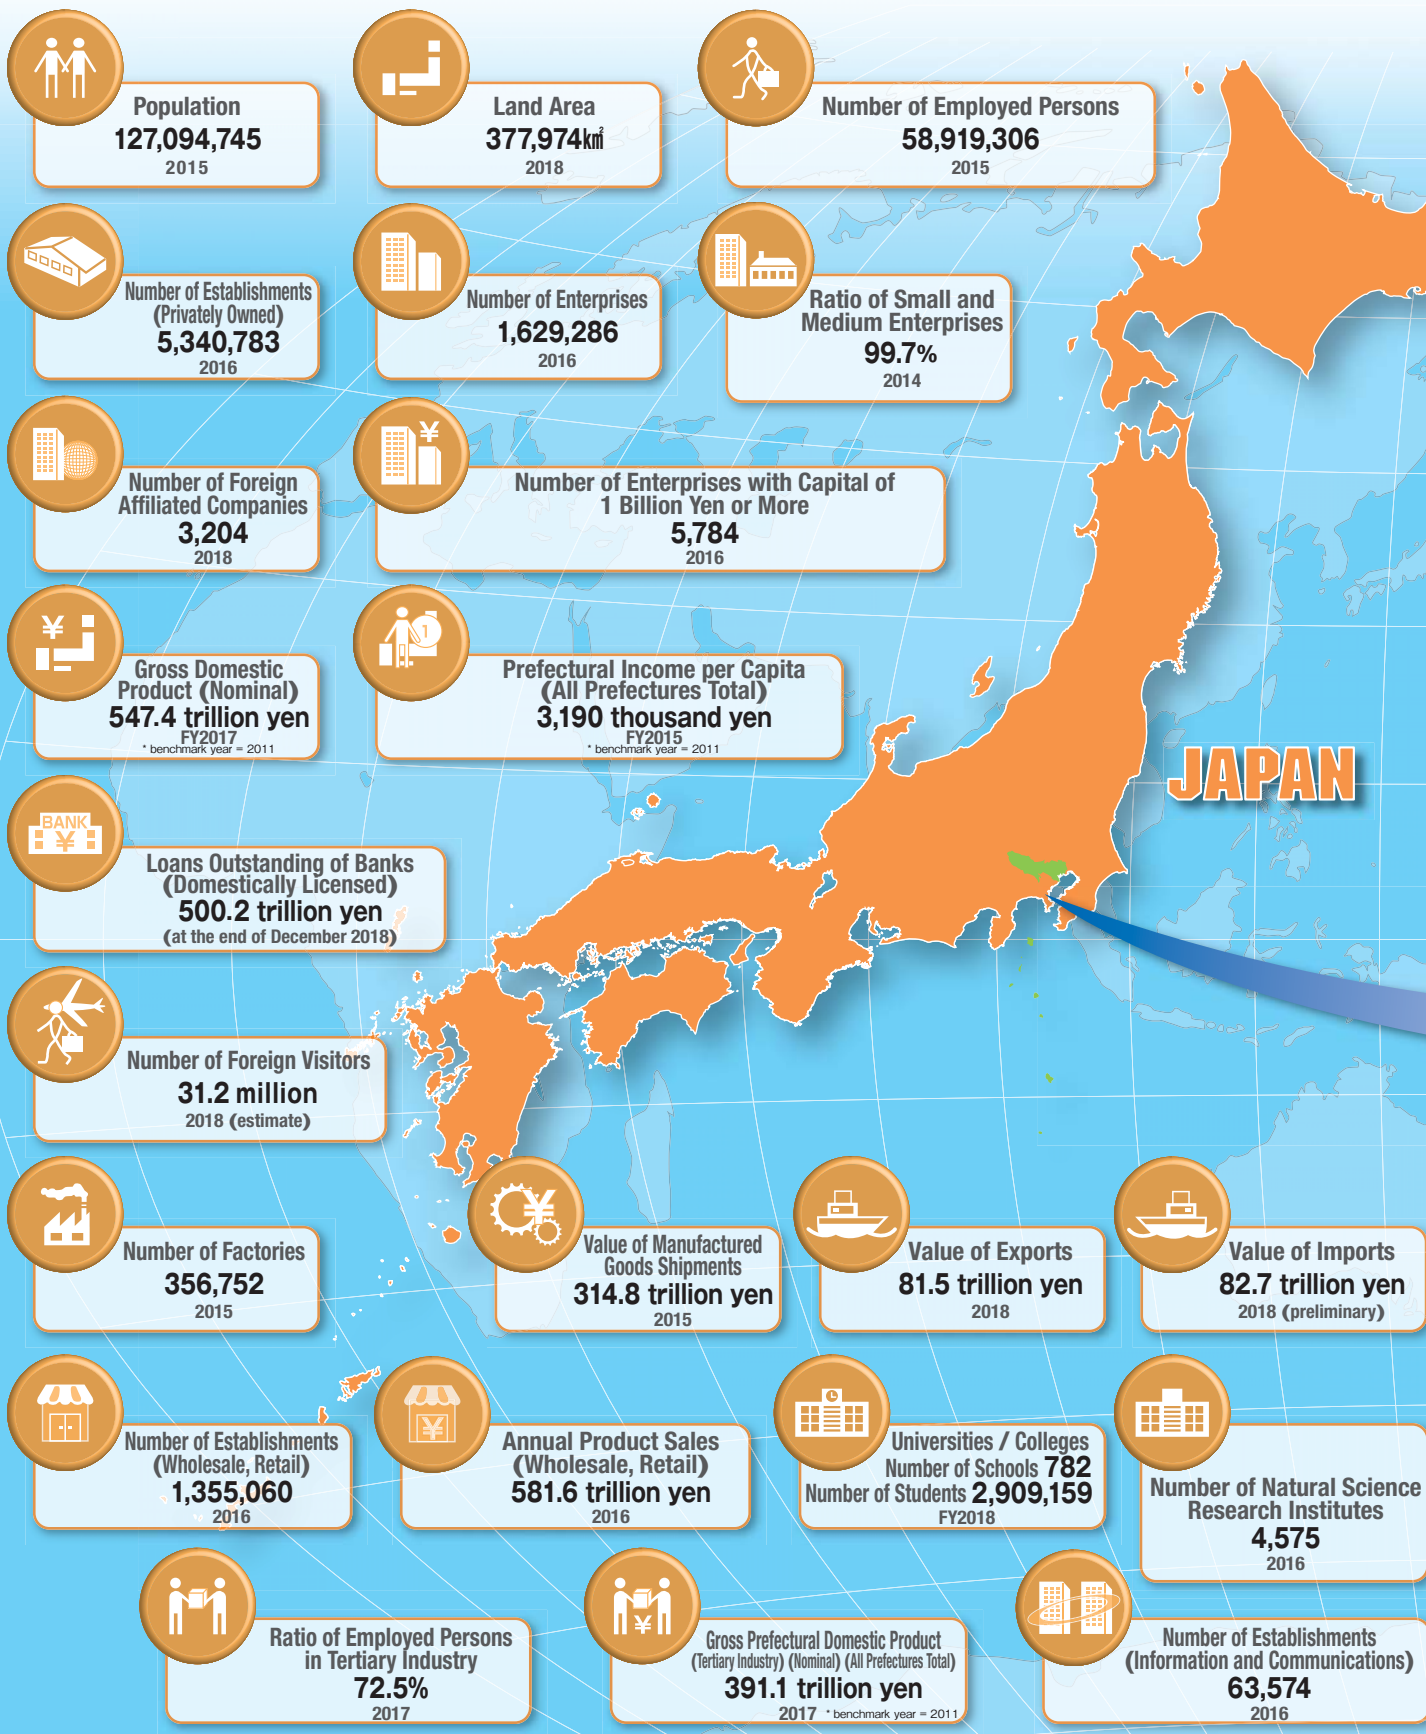 Population
127,094,745
2015
Land Area
377,974㎢
2018
Number of Employed Persons
58,919,306
2015
Number of Establishments
(Privately Owned)
5,340,783
2016
Number of Enterprises
1,629,286
2016
Ratio of Small and
Medium Enterprises
99.7%
2014
Number of Foreign
Affiliated Companies
3,204
2018
¥
Number of Enterprises with Capital of
1 Billion Yen or More
5,784
2016
¥
Gross Domestic
Product (Nominal)
547.4 trillion yen
FY2017
* benchmark year = 2011
1
Prefectural Income per Capita
(All Prefectures Total)
3,190 thousand yen
FY2015
* benchmark year = 2011
JAPAN
BANK
¥
Loans Outstanding of Banks
(Domestically Licensed)
500.2 trillion yen
(at the end of December 2018)
Number of Foreign Visitors
31.2 million
2018 (estimate)
Number of Factories
356,752
2015
¥
Value of Manufactured
Goods Shipments
314.8 trillion yen
2015
Value of Exports
81.5 trillion yen
2018
Value of Imports
82.7 trillion yen
2018 (preliminary)
Number of Establishments
(Wholesale, Retail)
1,355,060
2016
¥
Annual Product Sales
(Wholesale, Retail)
581.6 trillion yen
2016
Universities / Colleges
Number of Schools 782
Number of Students 2,909,159
FY2018
Number of Natural Science
Research Institutes
4,575
2016
Ratio of Employed Persons
in Tertiary Industry
72.5%
2017
¥
Gross Prefectural Domestic Product
(Tertiary Industry) (Nominal) (All Prefectures Total)
391.1 trillion yen
2017 * benchmark year = 2011
Number of Establishments
(Information and Communications)
63,574
2016